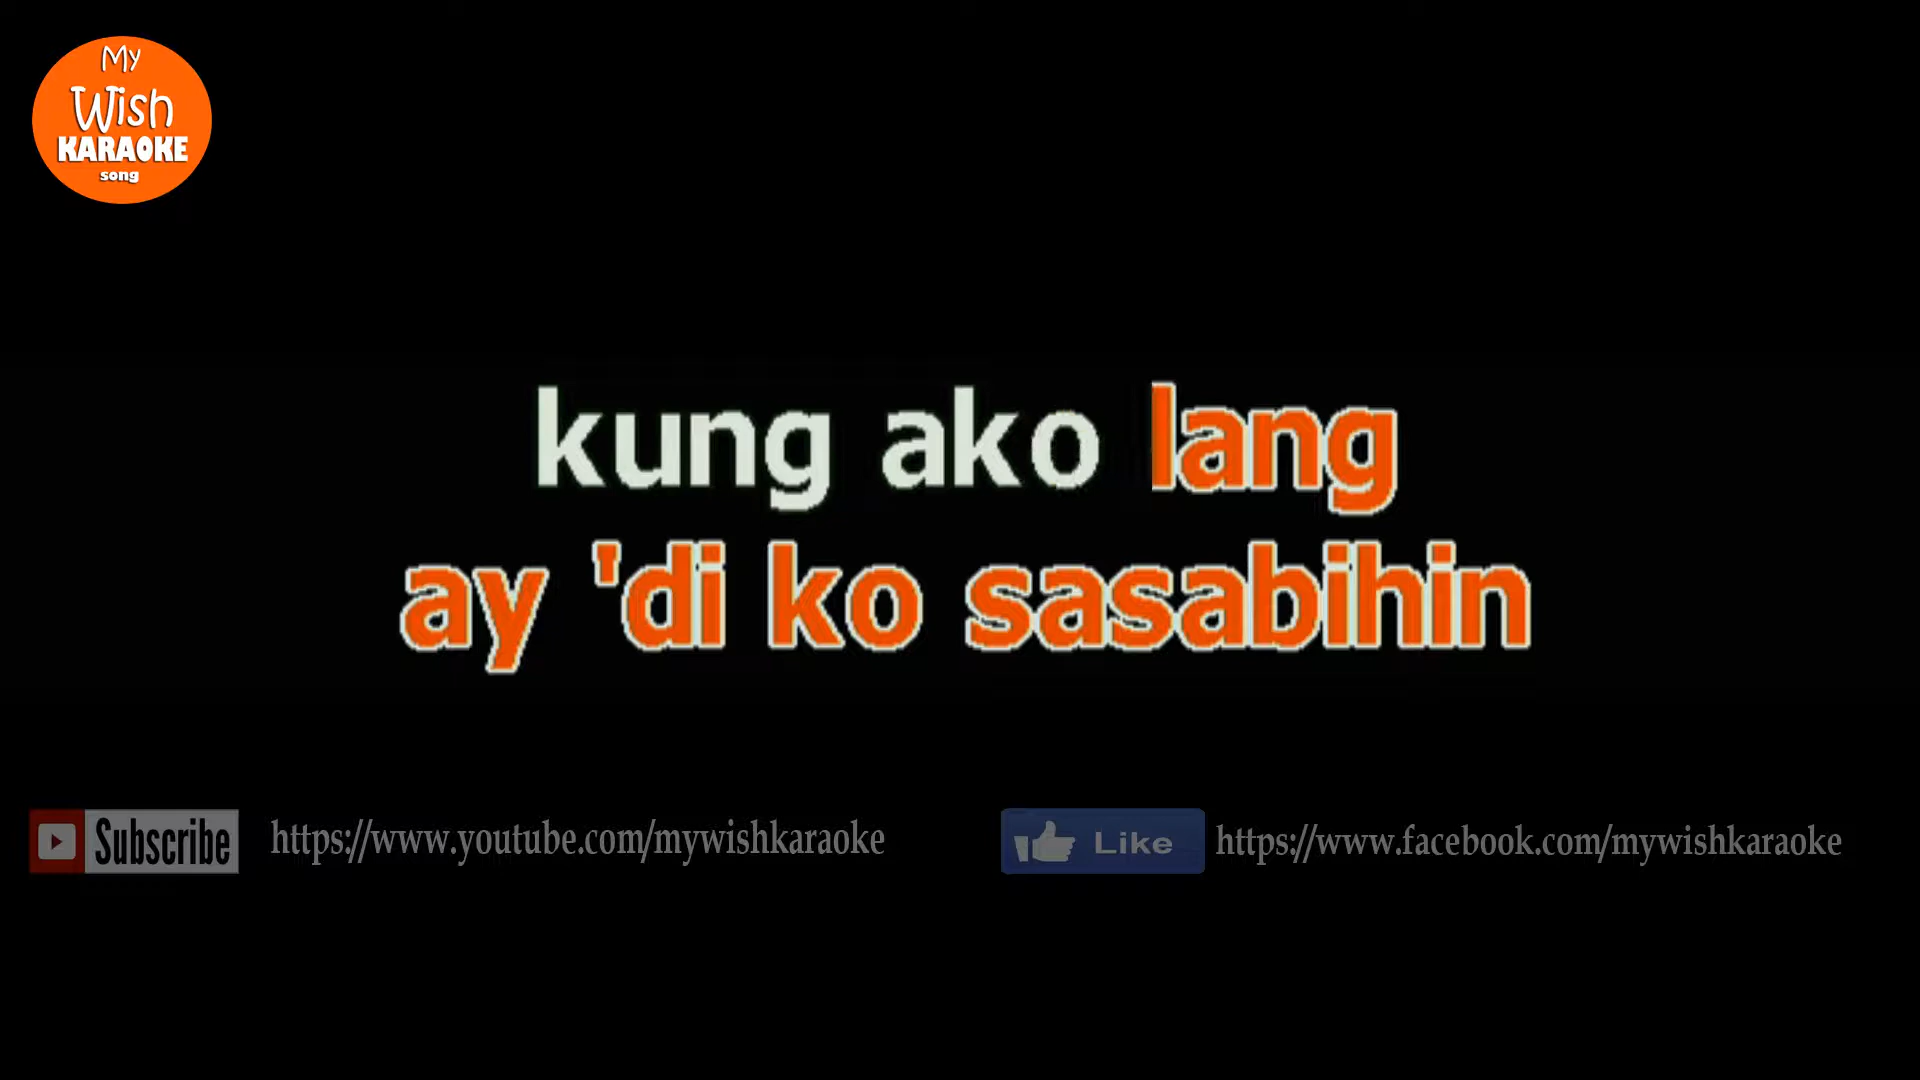 My
Wish
KARAOKE
song
kung ako lang
ay 'di ko sasabihin
Subscribe https://www.youtube.com/mywishkaraoke Like https://www.facebook.com/mywishkaraoke